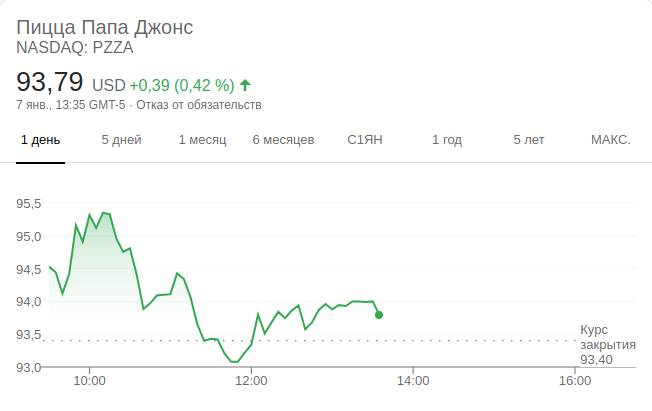 Пицца Папа Джонс
NASDAQ: PZZA
93,79 USD +0,39 (0,42 %)
7 янв., 13:35 GMT-5 · Отказ от обязательств
1 день 5 дней 1 месяц 6 месяцев С1ЯН 1 год 5 лет МАКС.
95,5
95,0
94,5
94,0
93,5
93,0
Курс
закрытия
93,40
10:00 12:00 14:00 16:00